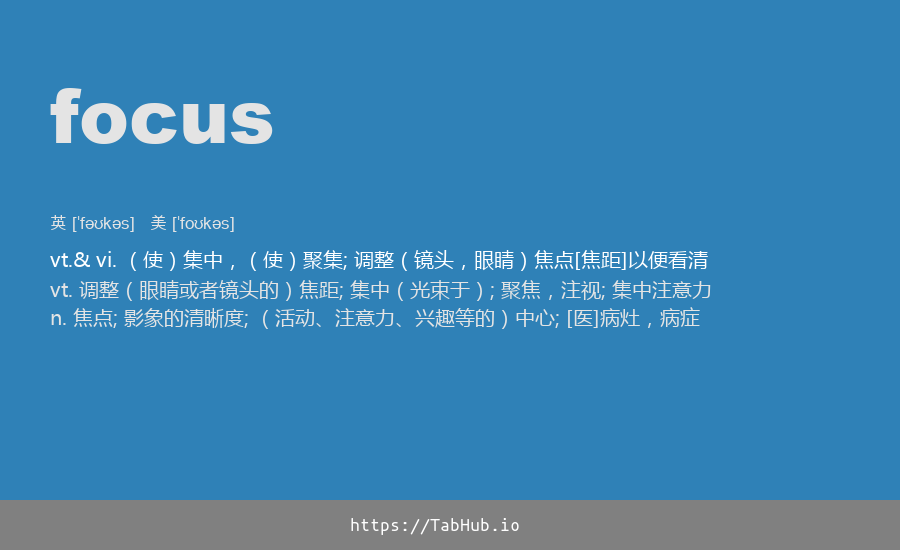 focus
英 [ˈfəʊkəs] 美 [ˈfoʊkəs]
vt.& vi. （使）集中，（使）聚集; 调整（镜头，眼睛）焦点[焦距]以便看清
vt. 调整（眼睛或者镜头的）焦距; 集中（光束于）; 聚焦，注视; 集中注意力
n. 焦点; 影象的清晰度; （活动、注意力、兴趣等的）中心; [医]病灶，病症
https://TabHub.io